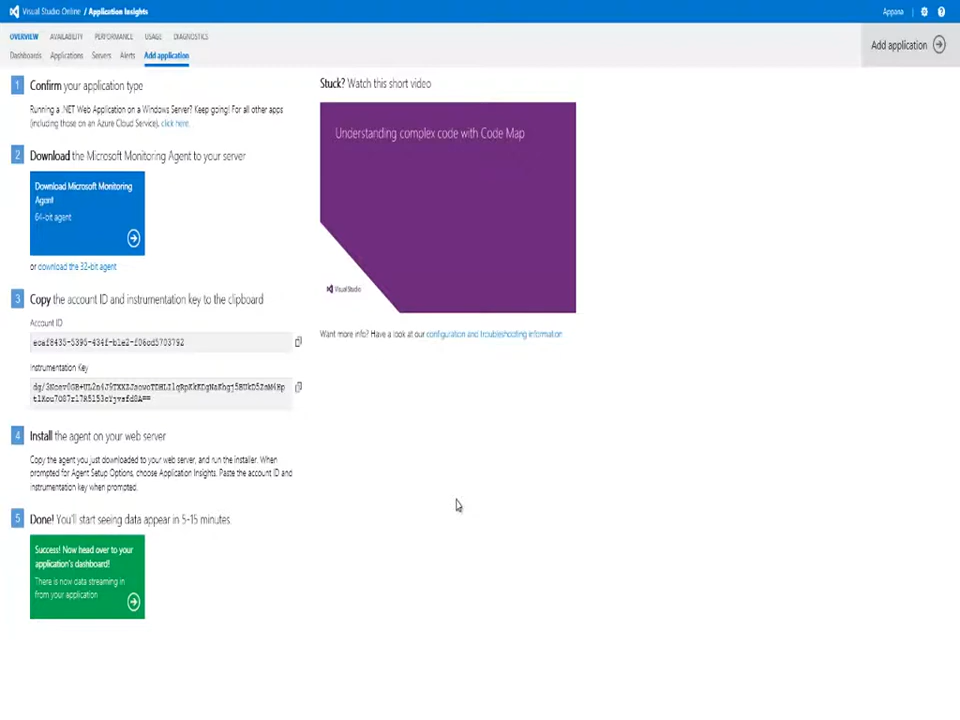 Visual Studio Online / Application Insights
Appana
OVERVIEW AVAILABILITY PERFORMANCE USAGE DIAGNOSTICS
Dashboards Applications Servers Alerts Add application
Add application
1 Confirm your application type
Running a .NET Web Application on a Windows Server? Keep going! For all other apps
(including those on an Azure Cloud Service), click here.
2 Download the Microsoft Monitoring Agent to your server
Download Microsoft Monitoring
Agent
64-bit agent
or download the 32-bit agent
3 Copy the account ID and instrumentation key to the clipboard
Account ID
Instrumentation Key
4 Install the agent on your web server
Copy the agent you just downloaded to your web server, and run the installer. When
prompted for Agent Setup Options, choose Application Insights. Paste the account ID and
instrumentation key when prompted.
5 Done! You'll start seeing data appear in 5-15 minutes.
Success! Now head over to your
application's dashboard!
There is now data streaming in
from your application
Stuck? Watch this short video
Understanding complex code with Code Map
Visual Studio
Want more info? Have a look at our configuration and troubleshooting information